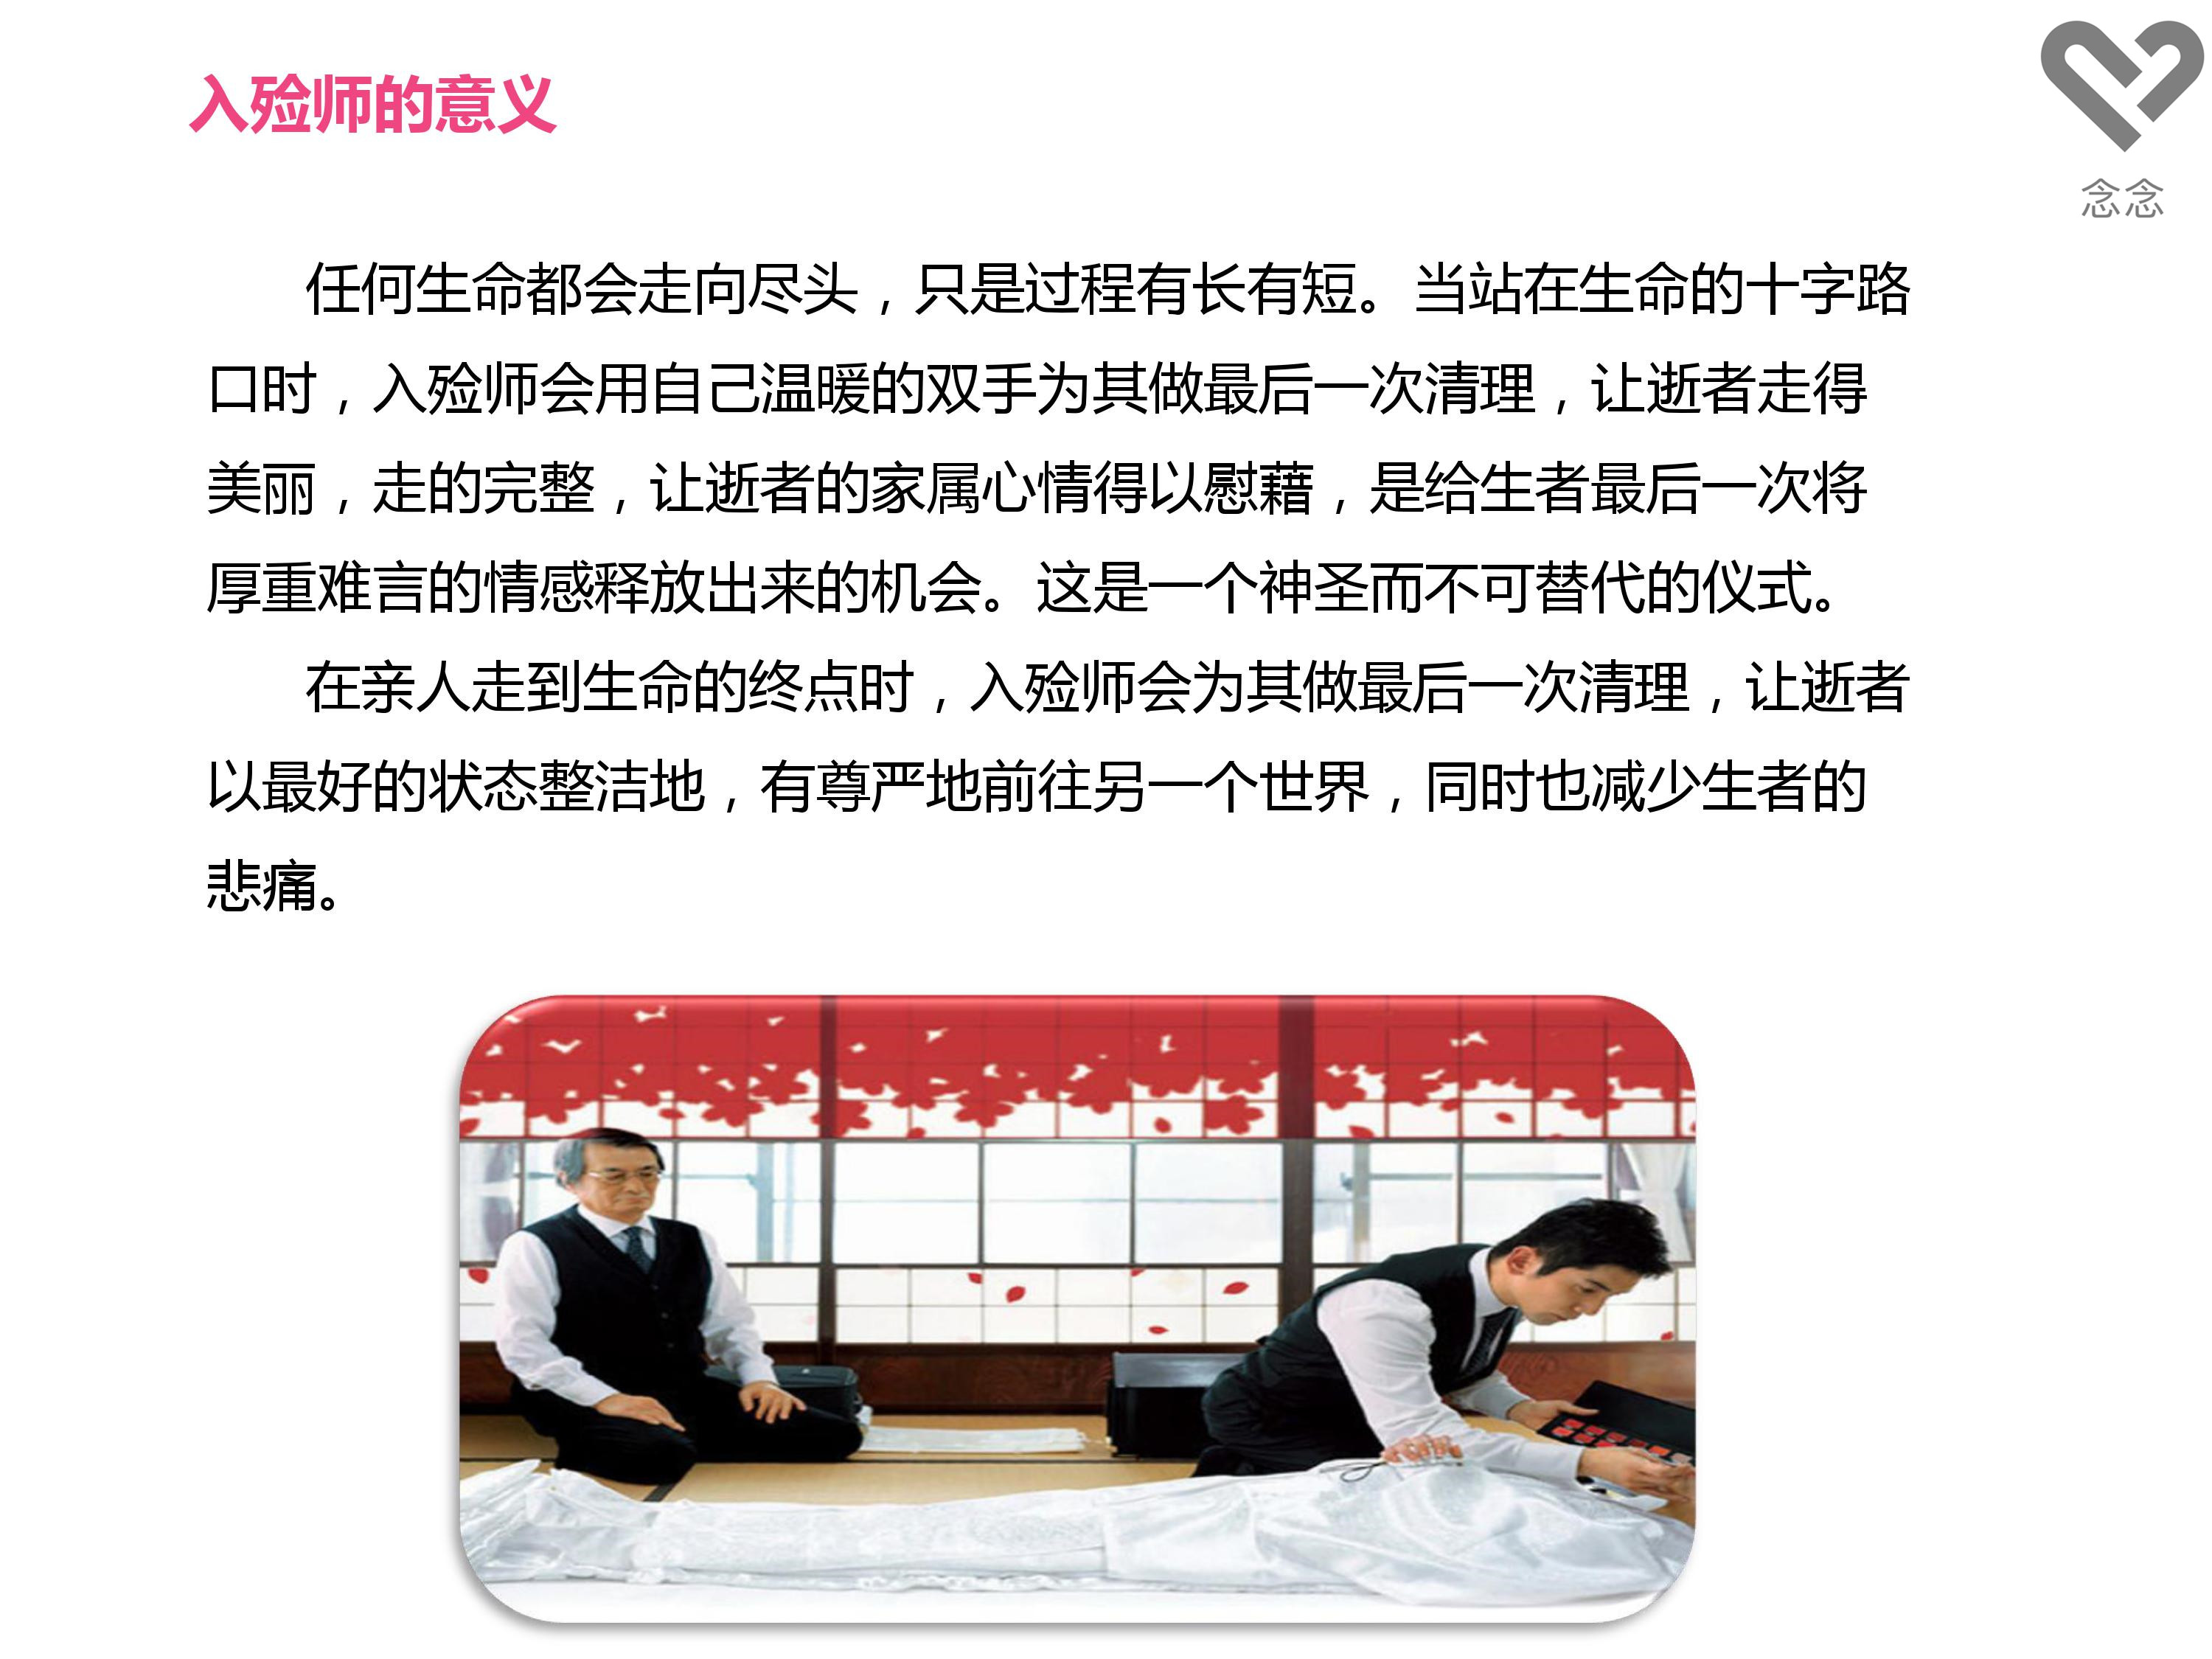 入殓师的意义
念念
任何生命都会走向尽头，只是过程有长有短。当站在生命的十字路
口时，入殓师会用自己温暖的双手为其做最后一次清理，让逝者走得
美丽，走的完整，让逝者的家属心情得以慰藉，是给生者最后一次将
厚重难言的情感释放出来的机会。这是一个神圣而不可替代的仪式。
在亲人走到生命的终点时，入殓师会为其做最后一次清理，让逝者
以最好的状态整洁地，有尊严地前往另一个世界，同时也减少生者的
悲痛。